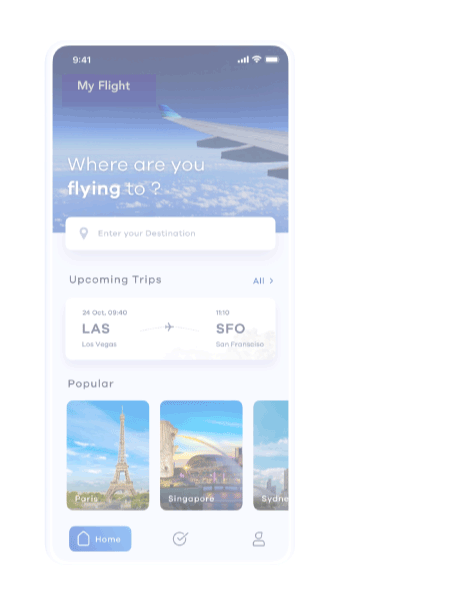 9:41
My Flight
Where are you
flying to ?
Enter your Destination
Upcoming Trips
All >
24 Oct, 09:40
11:10
LAS
SFO
Las Vegas
San Fransciso
Popular
Paris
Singapore
Sydne
Home